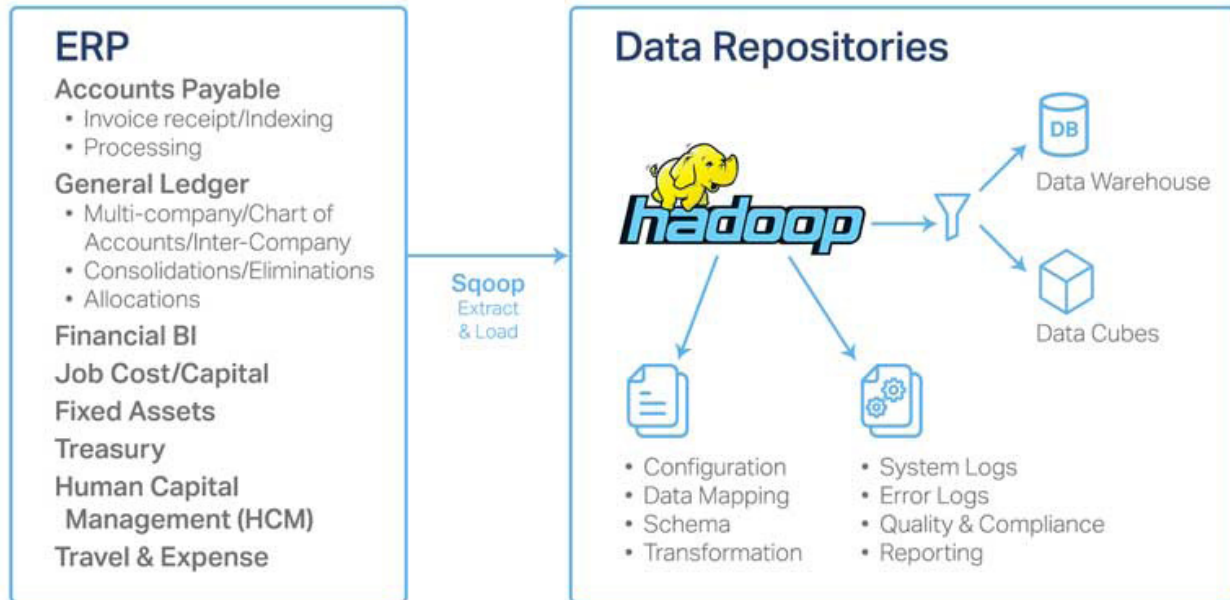 ERP
Accounts Payable
• Invoice receipt/Indexing
• Processing
General Ledger
• Multi-company/Chart of
Accounts/Inter-Company
• Consolidations/Eliminations
• Allocations
Financial BI
Job Cost/Capital
Fixed Assets
Treasury
Human Capital
Management (HCM)
Travel & Expense
Sqoop
Extract
& Load
Data Repositories
hadoop
DB
Data Warehouse
Data Cubes
• Configuration
• Data Mapping
• Schema
• Transformation
• System Logs
• Error Logs
• Quality & Compliance
• Reporting